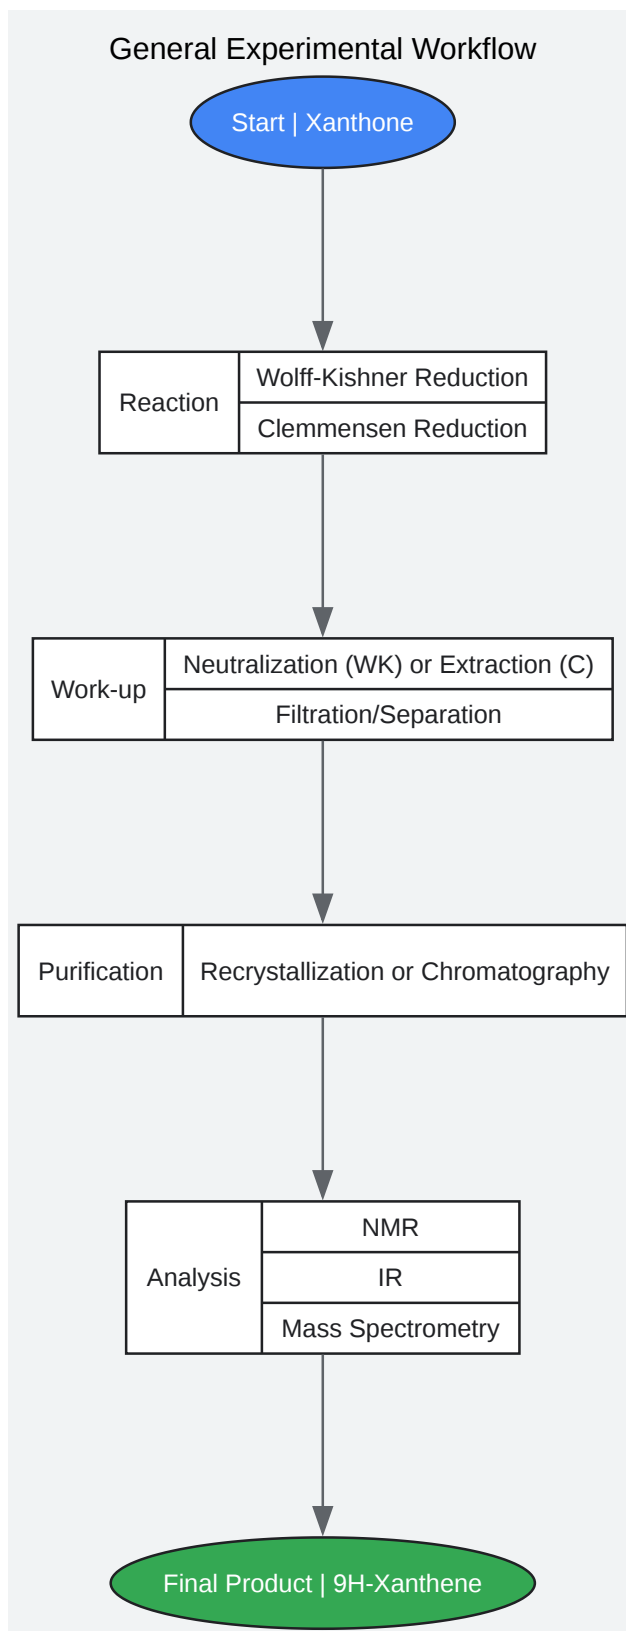 General Experimental Workflow
Start | Xanthone
Reaction
Wolff-Kishner Reduction
Clemmensen Reduction
Work-up
Neutralization (WK) or Extraction (C)
Filtration/Separation
Purification
Recrystallization or Chromatography
Analysis
NMR
IR
Mass Spectrometry
Final Product | 9H-Xanthene